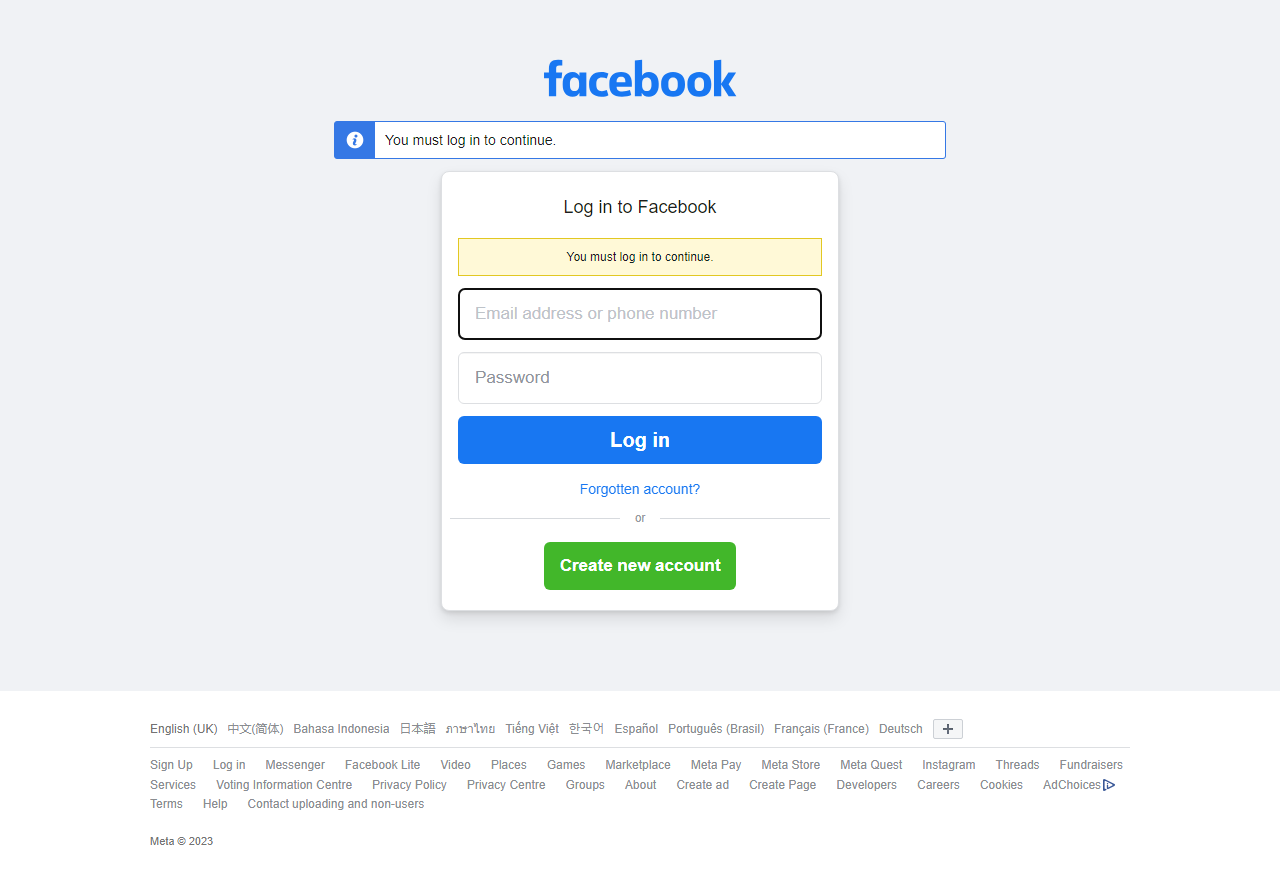 facebook
You must log in to continue.
Log in to Facebook
You must log in to continue.
Email address or phone number
Password
Log in
Forgotten account?
or
Create new account
English (UK) 中文(简体) Bahasa Indonesia 日本語 ภาษาไทย Tiếng Việt 한국어 Español Português (Brasil) Français (France) Deutsch
Sign Up Log in Messenger Facebook Lite Video Places Games Marketplace Meta Pay Meta Store Meta Quest Instagram Threads Fundraisers
Services Voting Information Centre Privacy Policy Privacy Centre Groups About Create ad Create Page Developers Careers Cookies AdChoices
Terms Help Contact uploading and non-users
Meta © 2023